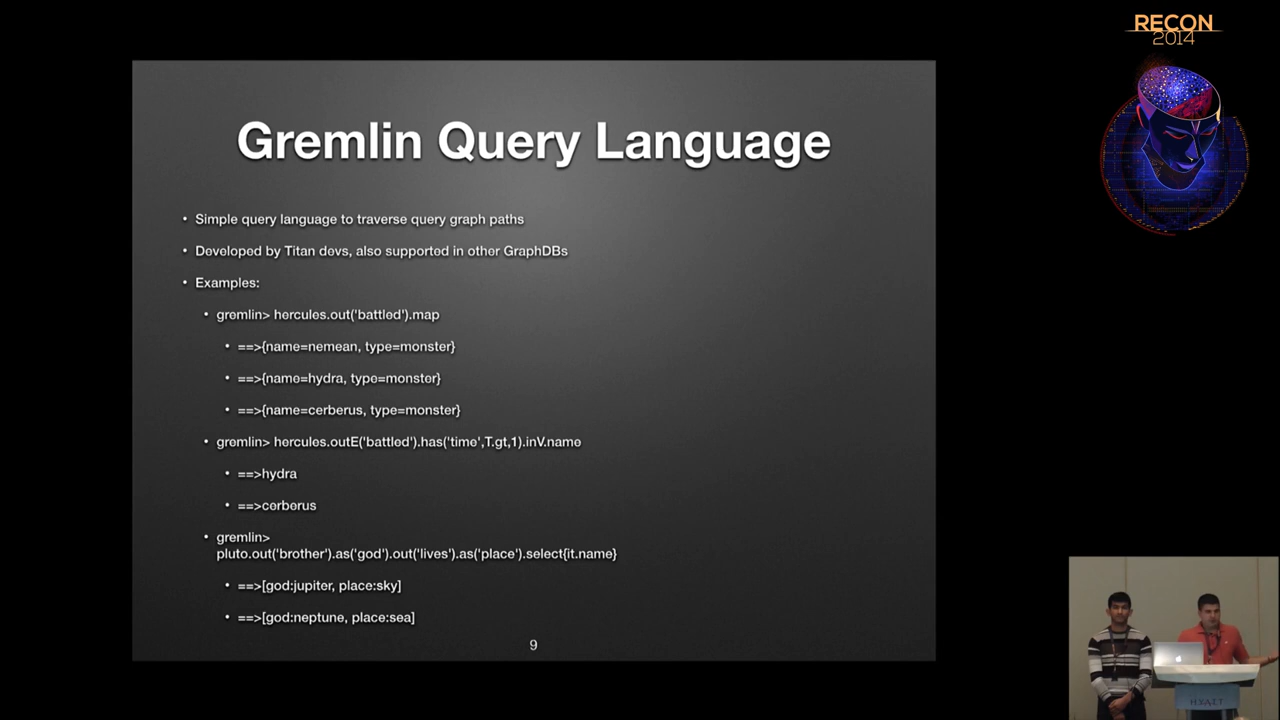 RECON
2014
Gremlin Query Language
• Simple query language to traverse query graph paths
• Developed by Titan devs, also supported in other GraphDBs
• Examples:
• gremlin> hercules.out('battled').map
• ==>{name=nemean, type=monster}
• ==>{name=hydra, type=monster}
• ==>{name=cerberus, type=monster}
• gremlin> hercules.outE('battled').has('time',T.gt,1).inV.name
• ==>hydra
• ==>cerberus
• gremlin>
pluto.out('brother').as('god').out('lives').as('place').select{it.name}
• ==>[god:jupiter, place:sky]
• ==>[god:neptune, place:sea]
9
HYATT